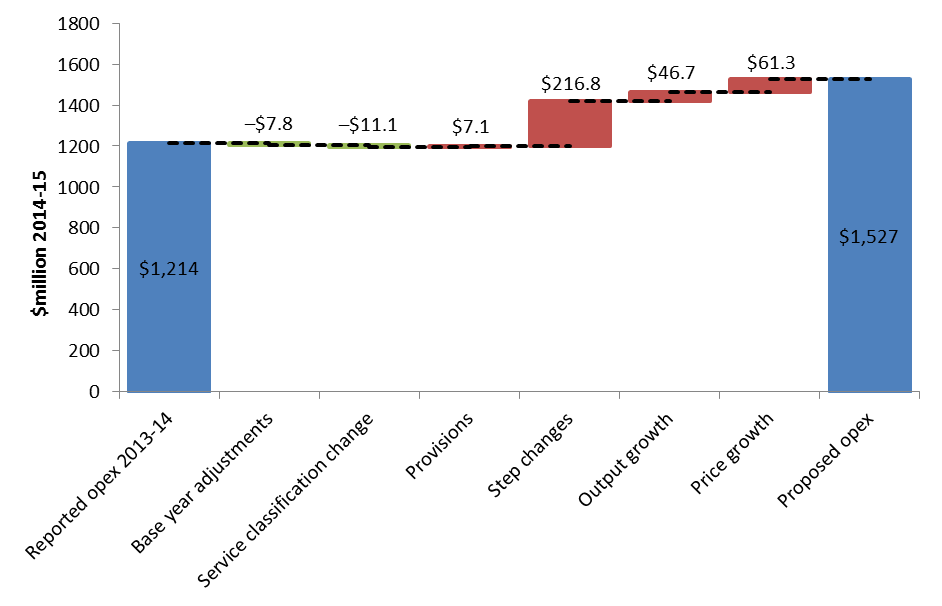 $million 2014-15
1800
1600
1400
1200
1000
800
600
400
200
0
$1,214
–$7.8
–$11.1
$7.1
$216.8
$46.7
$61.3
$1,527
Reported opex 2013-14
Base year adjustments
Service classification change
Provisions
Step changes
Output growth
Price growth
Proposed opex